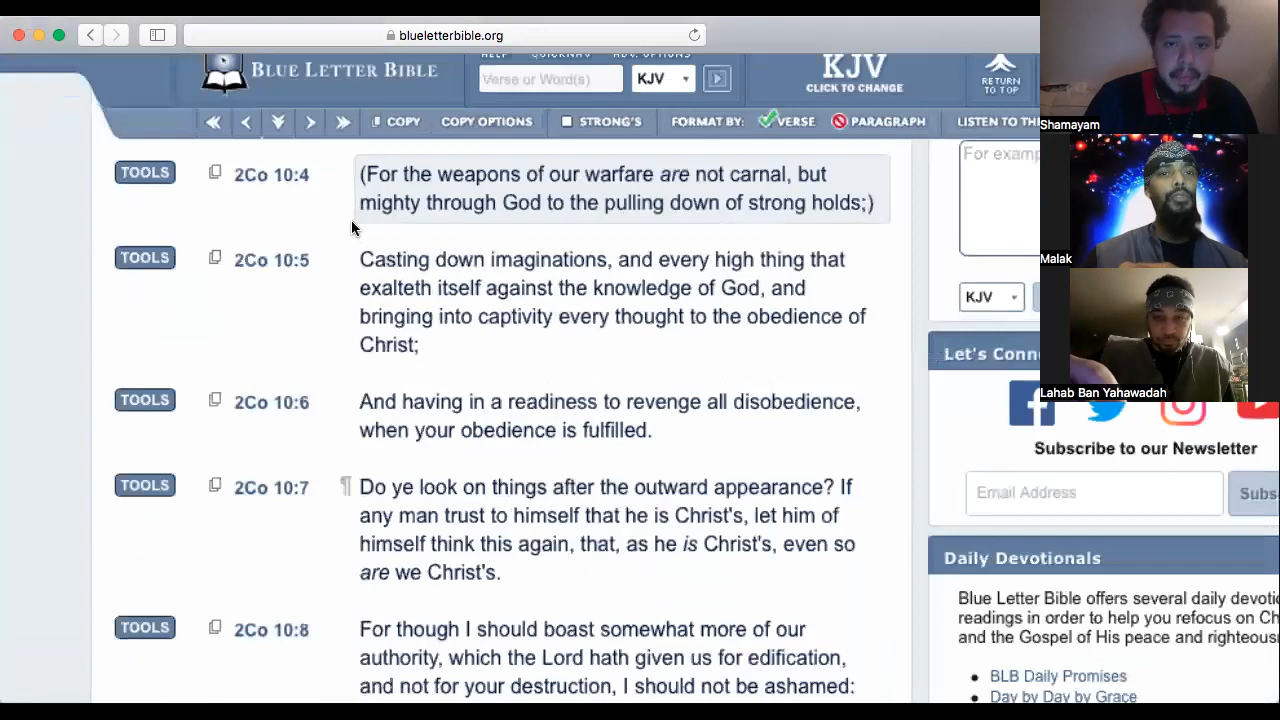 blueletterbible.org
BLUE LETTER BIBLE
Verse or Word(s)
KJV
KJV
CLICK TO CHANGE
RETURN
TO TOP
COPY
COPY OPTIONS
STRONG'S
FORMAT BY:
VERSE
PARAGRAPH
LISTEN TO TH
TOOLS
2Co 10:4
(For the weapons of our warfare are not carnal, but
mighty through God to the pulling down of strong holds;)
TOOLS
2Co 10:5
Casting down imaginations, and every high thing that
exalteth itself against the knowledge of God, and
bringing into captivity every thought to the obedience of
Christ;
TOOLS
2Co 10:6
And having in a readiness to revenge all disobedience,
when your obedience is fulfilled.
TOOLS
2Co 10:7
¶ Do ye look on things after the outward appearance? If
any man trust to himself that he is Christ's, let him of
himself think this again, that, as he is Christ's, even so
are we Christ's.
TOOLS
2Co 10:8
For though I should boast somewhat more of our
authority, which the Lord hath given us for edification,
and not for your destruction, I should not be ashamed:
For examp
KJV
Let's Conn
Subscribe to our Newsletter
Email Address
Subs
Daily Devotionals
Blue Letter Bible offers several daily devoti
readings in order to help you refocus on Ch
and the Gospel of His peace and righteous
BLB Daily Promises
Day by Day by Grace
Shamayam
Malak
Lahab Ban Yahawadah